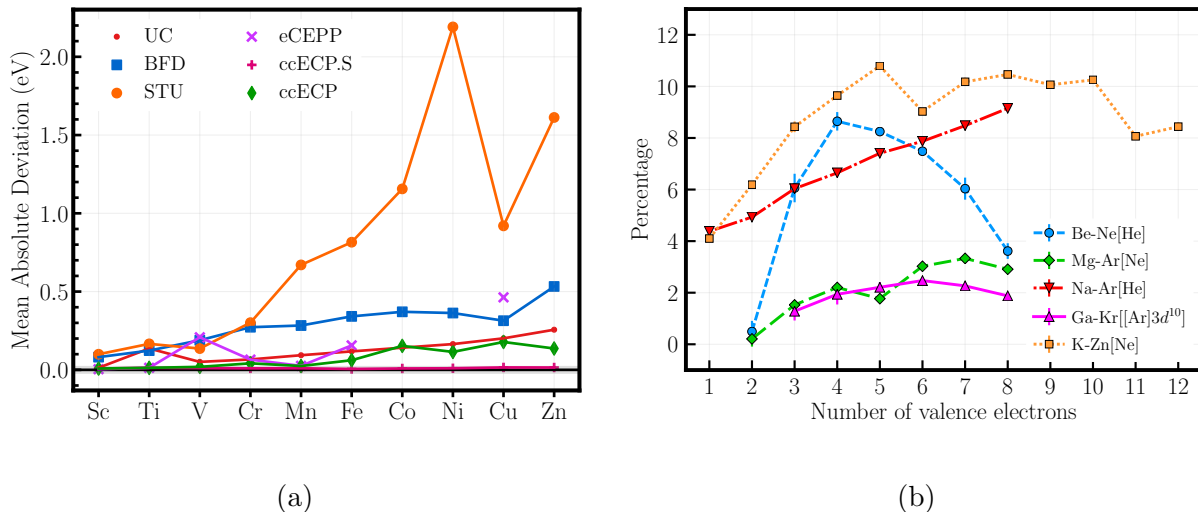 Mean Absolute Deviation (eV)
2.0
1.5
1.0
0.5
0.0
UC
BFD
STU
eCEPP
ccECP.S
ccECP
Sc Ti V Cr Mn Fe Co Ni Cu Zn
(a)
Percentage
12
10
8
6
4
2
0
Be-Ne[He]
Mg-Ar[Ne]
Na-Ar[He]
Ga-Kr[[Ar]3d¹⁰]
K-Zn[Ne]
1 2 3 4 5 6 7 8 9 10 11 12
Number of valence electrons
(b)